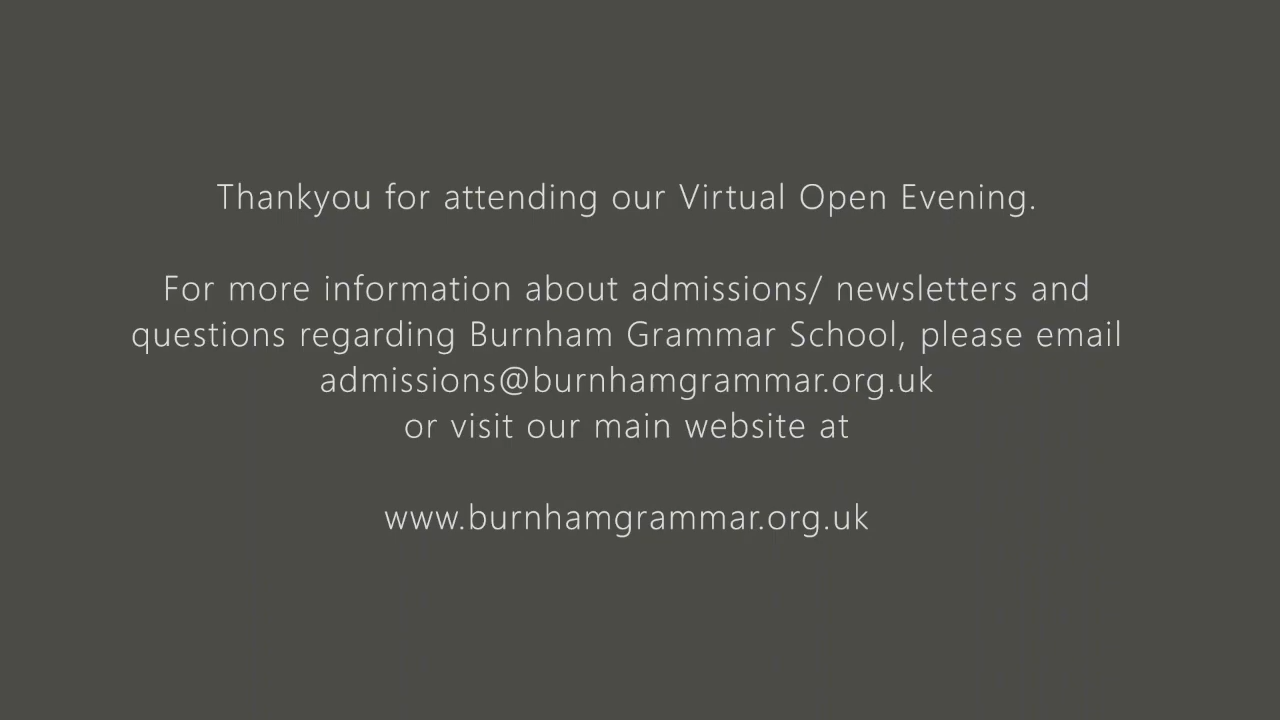 Thankyou for attending our Virtual Open Evening.
For more information about admissions/ newsletters and
questions regarding Burnham Grammar School, please email
admissions@burnhamgrammar.org.uk
or visit our main website at
www.burnhamgrammar.org.uk